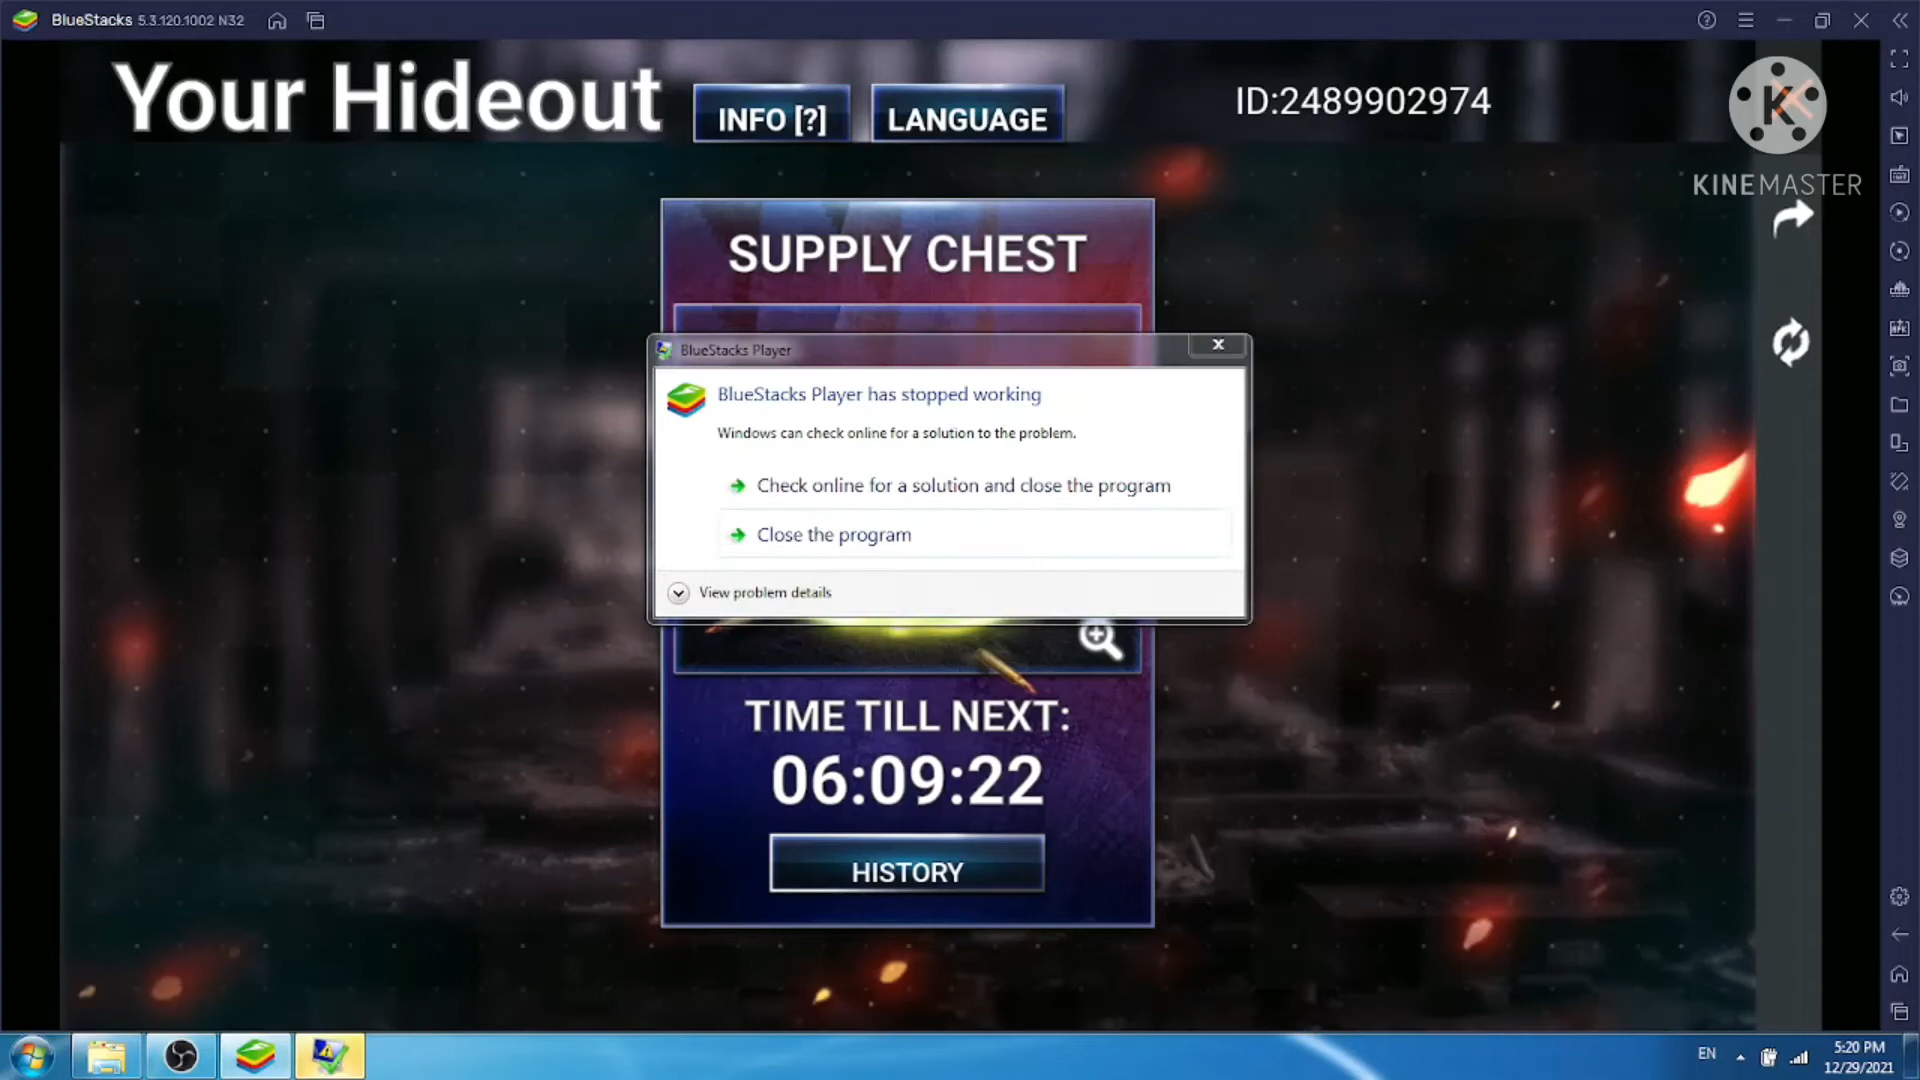 BlueStacks 5.3.120.1002 N32
Your Hideout
INFO [?]
LANGUAGE
ID:2489902974
K
KINEMASTER
SUPPLY CHEST
BlueStacks Player
BlueStacks Player has stopped working
Windows can check online for a solution to the problem.
Check online for a solution and close the program
Close the program
View problem details
TIME TILL NEXT:
06:09:22
HISTORY
EN
5:20 PM
12/29/2021